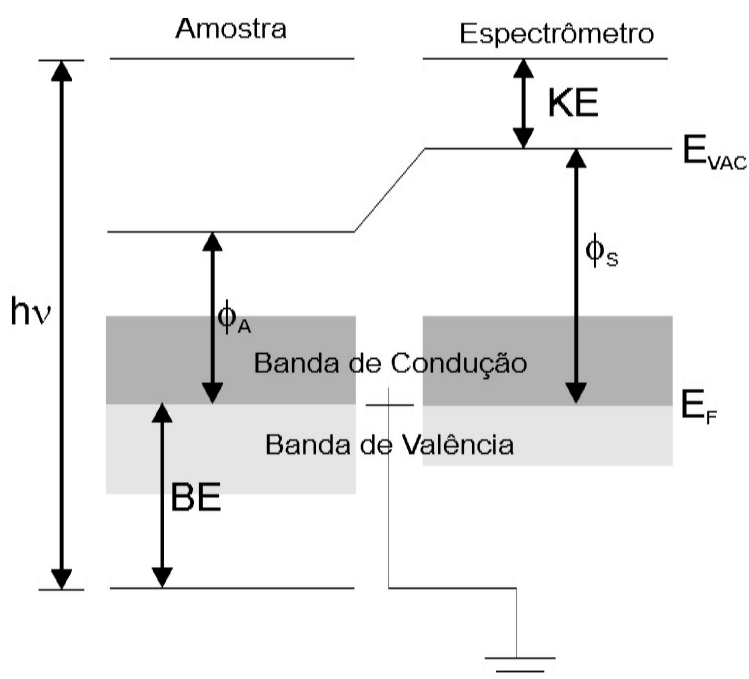 Amostra
Espectrômetro
KE
E_VAC
ϕ_S
hν
ϕ_A
Banda de Condução
E_F
Banda de Valência
BE